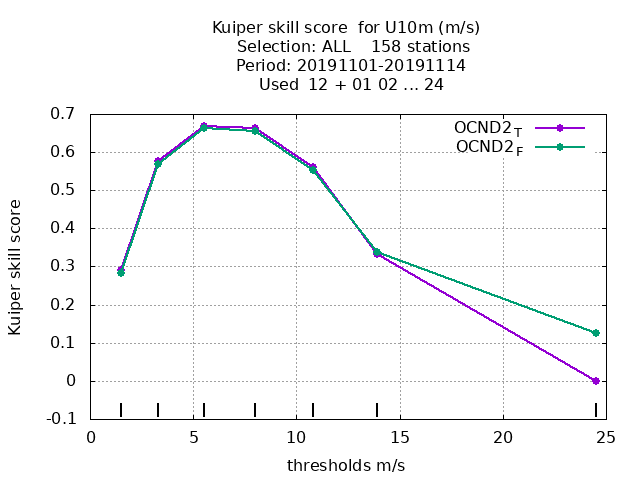 Kuiper skill score  for U10m (m/s)
Selection: ALL    158 stations
Period: 20191101-20191114
Used  12 + 01 02 ... 24
OCND2_T
OCND2_F
Kuiper skill score
0.7
0.6
0.5
0.4
0.3
0.2
0.1
0
-0.1
0 5 10 15 20 25
thresholds m/s